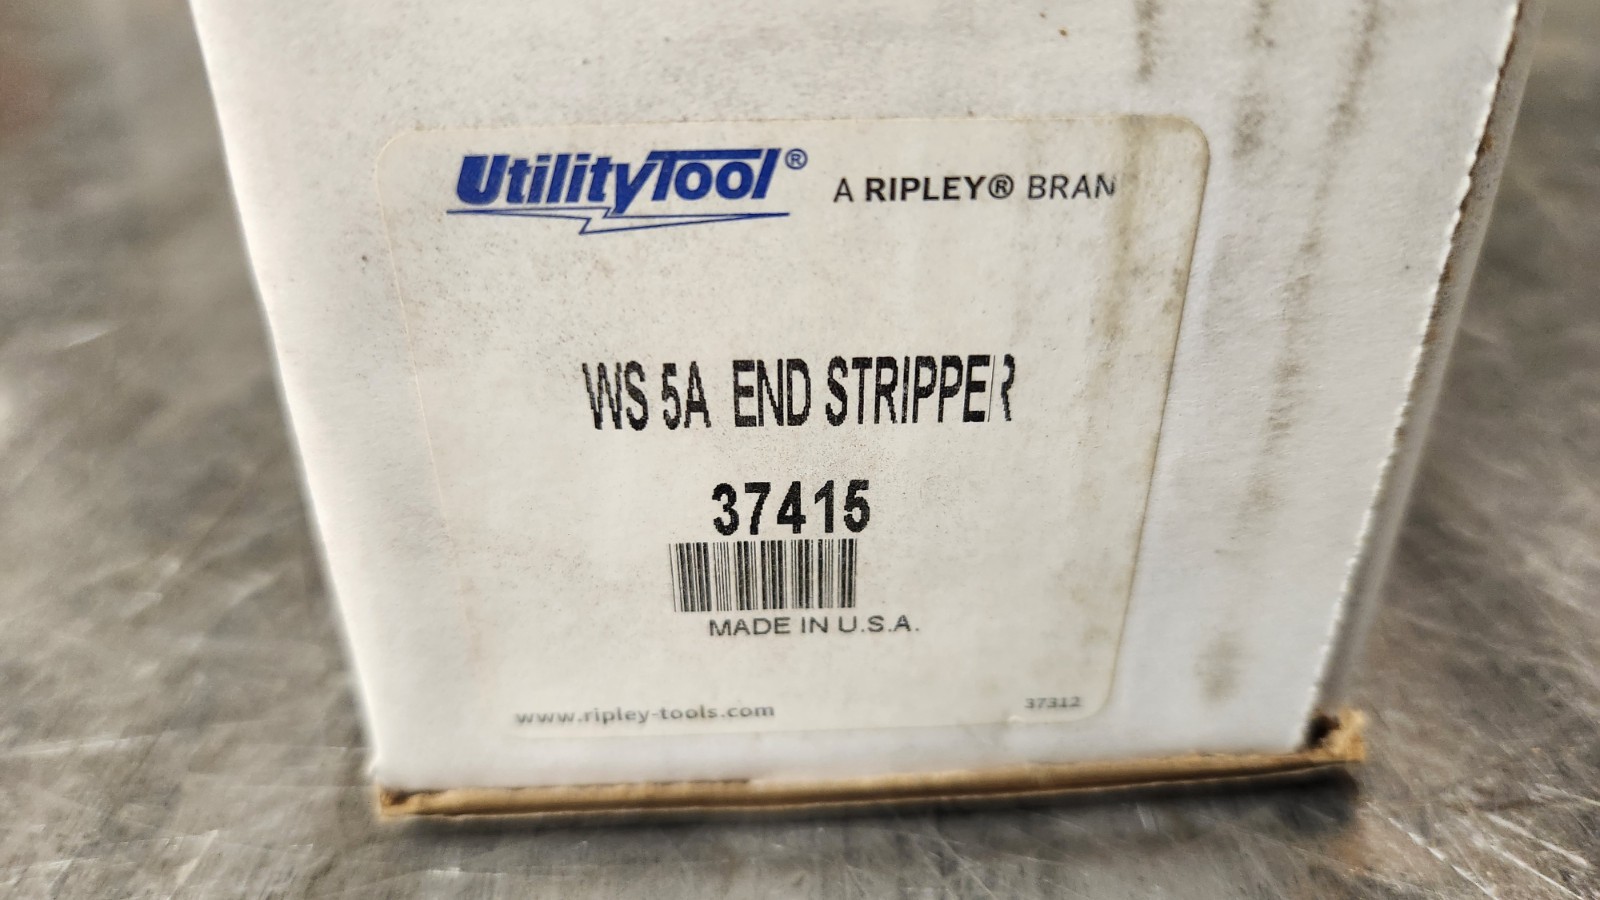 UtilityTool® A RIPLEY® BRAN
WS 5A END STRIPPER
37415
MADE IN U.S.A.
www.ripley-tools.com 37312